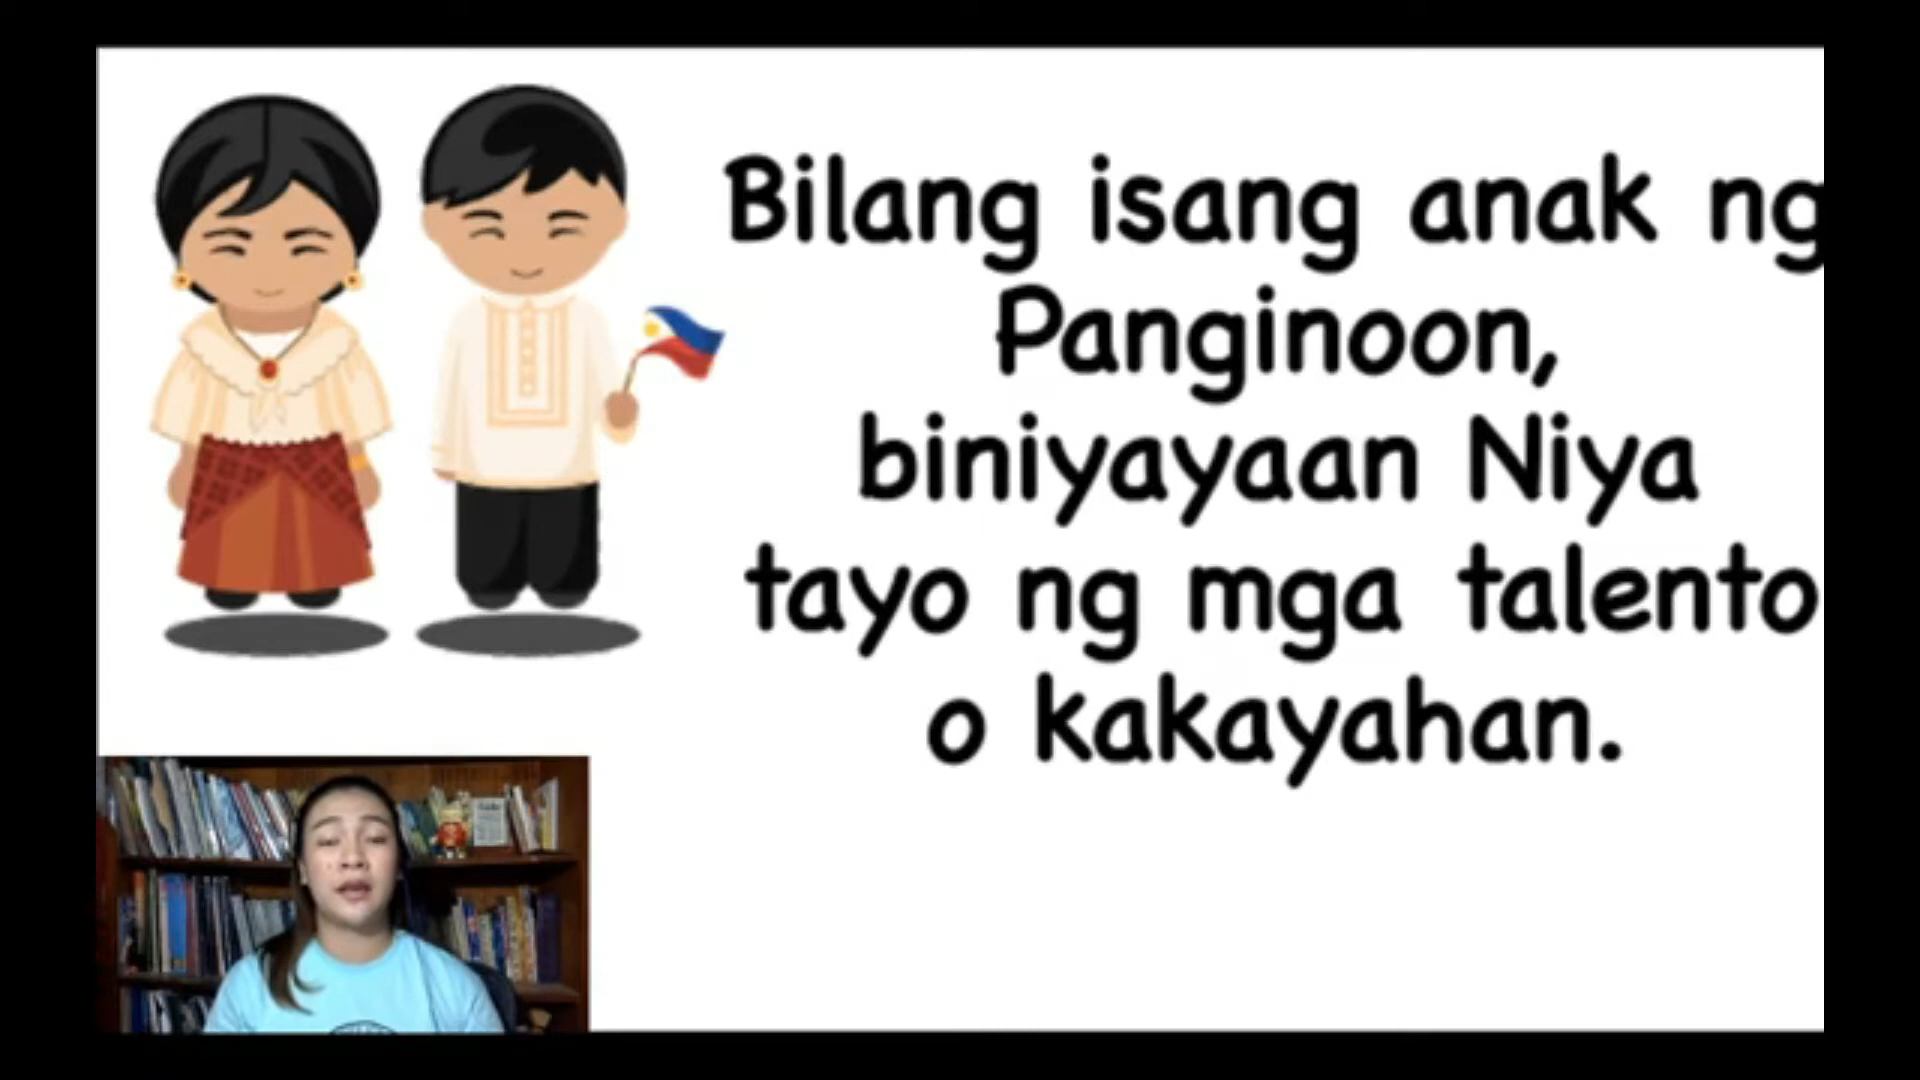 Bilang isang anak ng
Panginoon,
biniyayaan Niya
tayo ng mga talento
o kakayahan.